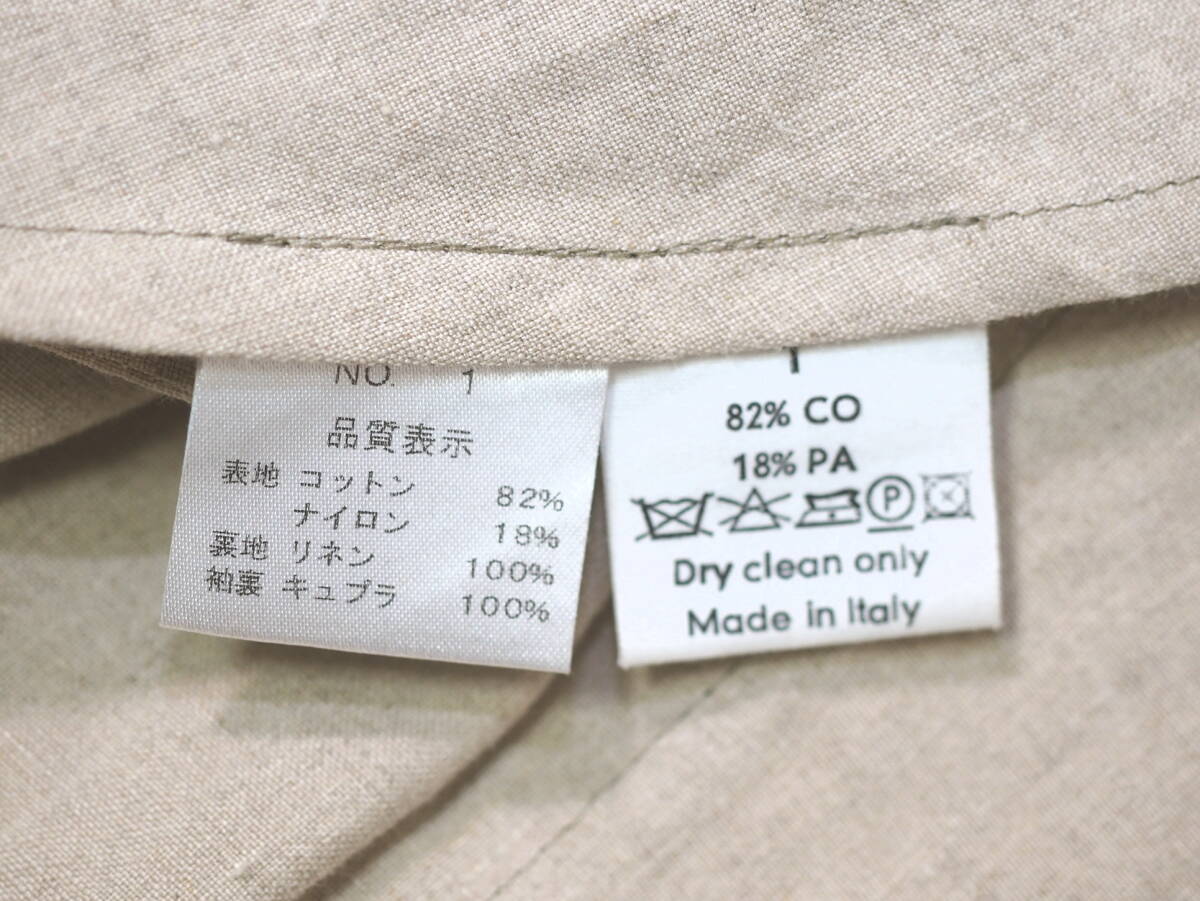 NO. 1
品質表示
表地 コットン 82%
ナイロン 18%
裏地 リネン 100%
袖裏 キュプラ 100%
1
82% CO
18% PA
P
Dry clean only
Made in Italy